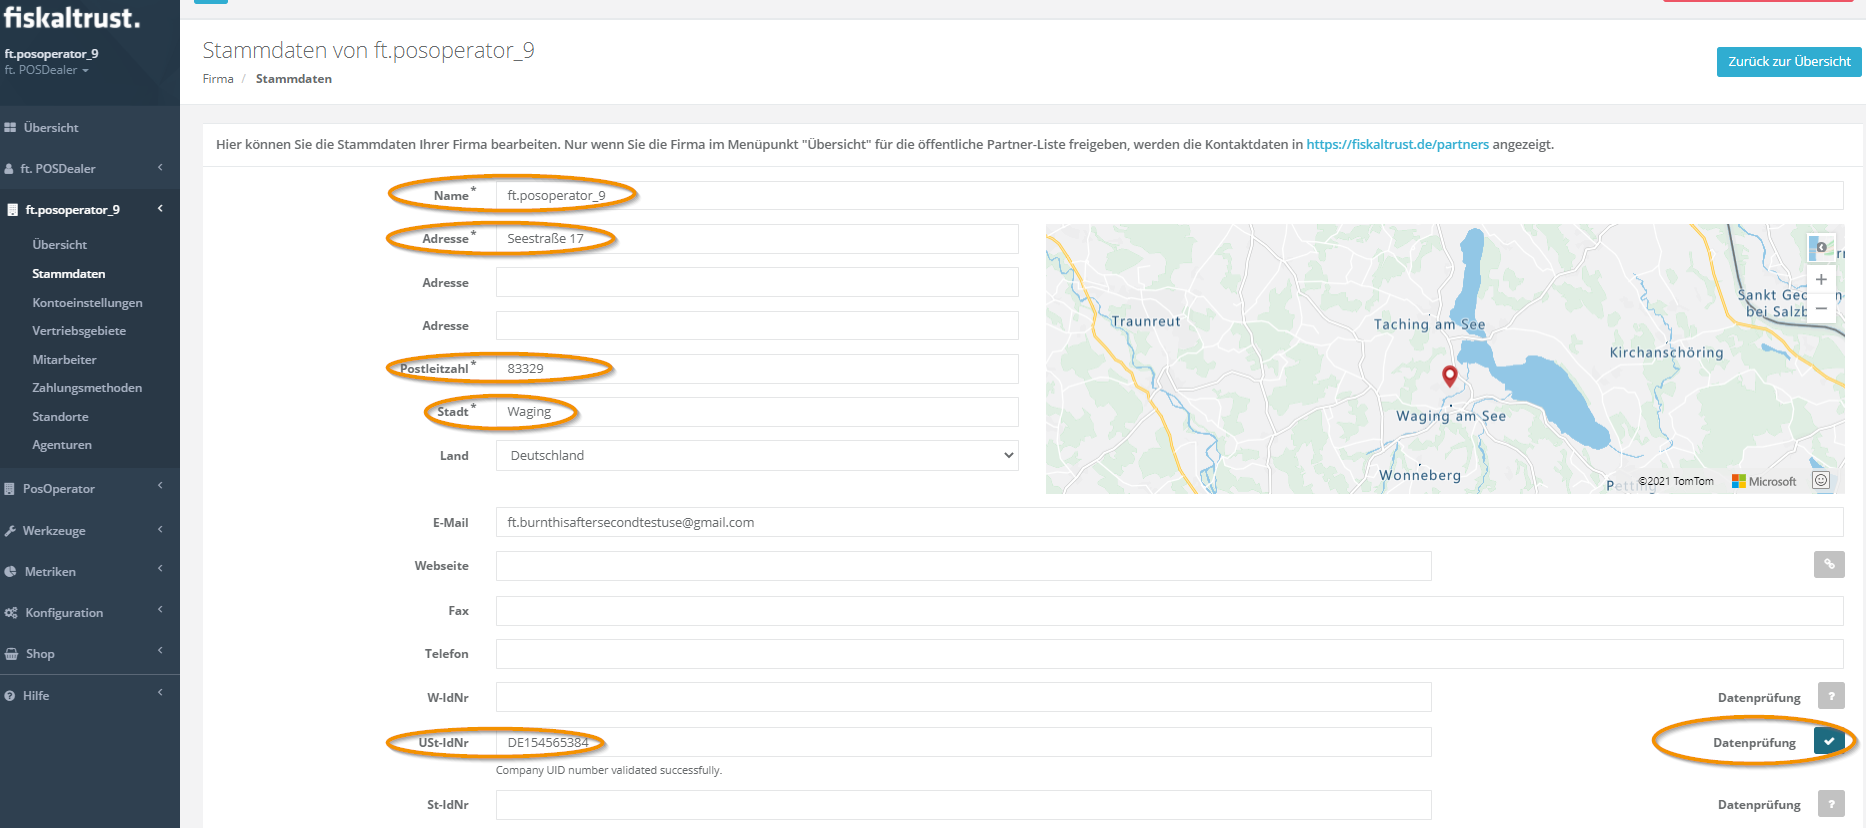 fiskaltrust.
ft.posoperator_9
ft. POSDealer
Übersicht
ft. POSDealer
ft.posoperator_9
Übersicht
Stammdaten
Kontoeinstellungen
Vertriebsgebiete
Mitarbeiter
Zahlungsmethoden
Standorte
Agenturen
PosOperator
Werkzeuge
Metriken
Konfiguration
Shop
Hilfe
Stammdaten von ft.posoperator_9
Firma / Stammdaten
Zurück zur Übersicht
Hier können Sie die Stammdaten Ihrer Firma bearbeiten. Nur wenn Sie die Firma im Menüpunkt "Übersicht" für die öffentliche Partner-Liste freigeben, werden die Kontaktdaten in https://fiskaltrust.de/partners angezeigt.
Name * ft.posoperator_9
Adresse * Seestraße 17
Adresse
Adresse
Postleitzahl * 83329
Stadt * Waging
Land Deutschland
Traunreut
Taching am See
Sankt Georgen
bei Salzb
Kirchanschöring
Waging am See
Wonneberg
Petting
©2021 TomTom Microsoft
E-Mail ft.burnthisaftersecondtestuse@gmail.com
Webseite
Fax
Telefon
W-IdNr Datenprüfung ?
USt-IdNr DE154565384 Datenprüfung
Company UID number validated successfully.
St-IdNr Datenprüfung ?